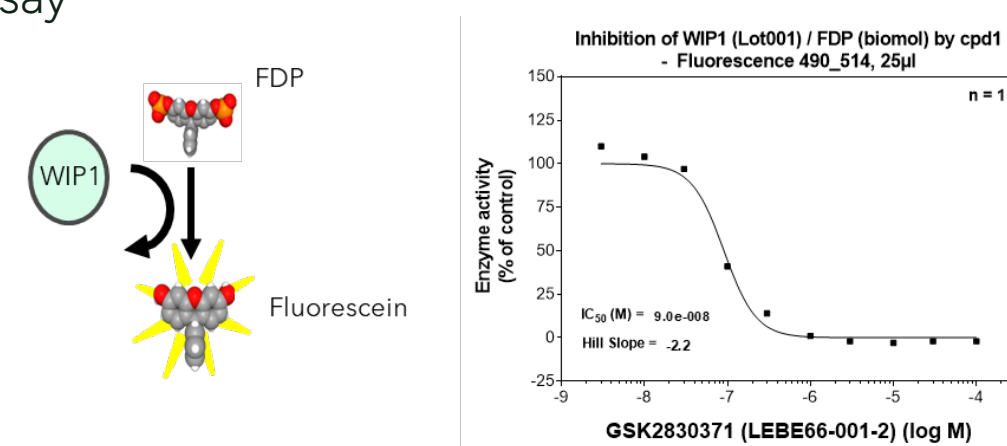 FDP
WIP1
Fluorescein
Inhibition of WIP1 (Lot001) / FDP (biomol) by cpd1
- Fluorescence 490_514, 25µl
n = 1
Enzyme activity
(% of control)
150
125
100
75
50
25
0
-25
IC50 (M) = 9.0e-008
Hill Slope = -2.2
-9 -8 -7 -6 -5 -4
GSK2830371 (LEBE66-001-2) (log M)